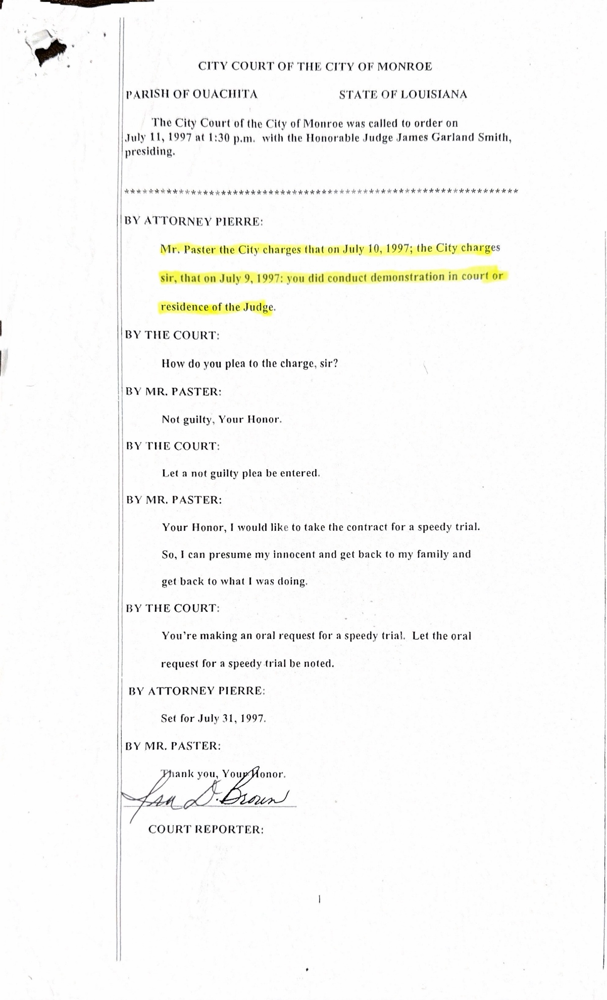 CITY COURT OF THE CITY OF MONROE
PARISH OF OUACHITA STATE OF LOUISIANA
The City Court of the City of Monroe was called to order on
July 11, 1997 at 1:30 p.m. with the Honorable Judge James Garland Smith,
presiding.
******************************************************************
BY ATTORNEY PIERRE:
Mr. Paster the City charges that on July 10, 1997; the City charges
sir, that on July 9, 1997: you did conduct demonstration in court or
residence of the Judge.
BY THE COURT:
How do you plea to the charge, sir?
BY MR. PASTER:
Not guilty, Your Honor.
BY THE COURT:
Let a not guilty plea be entered.
BY MR. PASTER:
Your Honor, I would like to take the contract for a speedy trial.
So, I can presume my innocent and get back to my family and
get back to what I was doing.
BY THE COURT:
You're making an oral request for a speedy trial. Let the oral
request for a speedy trial be noted.
BY ATTORNEY PIERRE:
Set for July 31, 1997.
BY MR. PASTER:
Thank you, Your Honor.
D. Brown
COURT REPORTER:
1